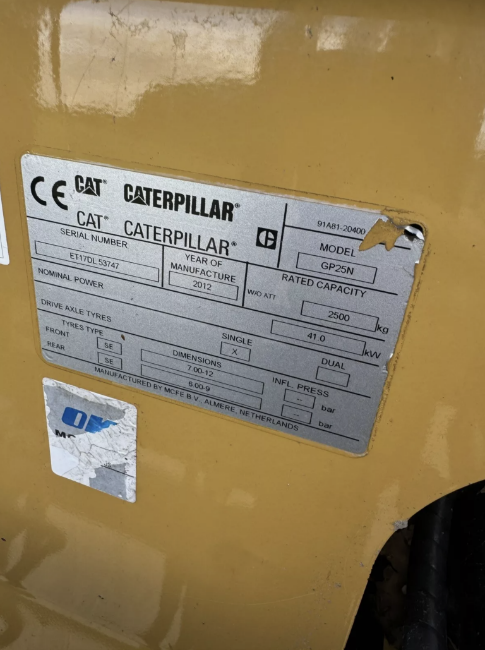 CE CAT® CATERPILLAR®
CAT® CATERPILLAR®
91A81-20400
SERIAL NUMBER
ET17DL 53747
YEAR OF
MANUFACTURE
2012
MODEL
GP25N
RATED CAPACITY
W/O ATT. 2500 kg
NOMINAL POWER 41.0 kW
DRIVE AXLE TYRES SINGLE X DUAL
TYRES TYPE DIMENSIONS INFL. PRESS
FRONT SE 7.00-12 – bar
REAR SE 6.00-9 – bar
MANUFACTURED BY MCFE B.V., ALMERE, NETHERLANDS